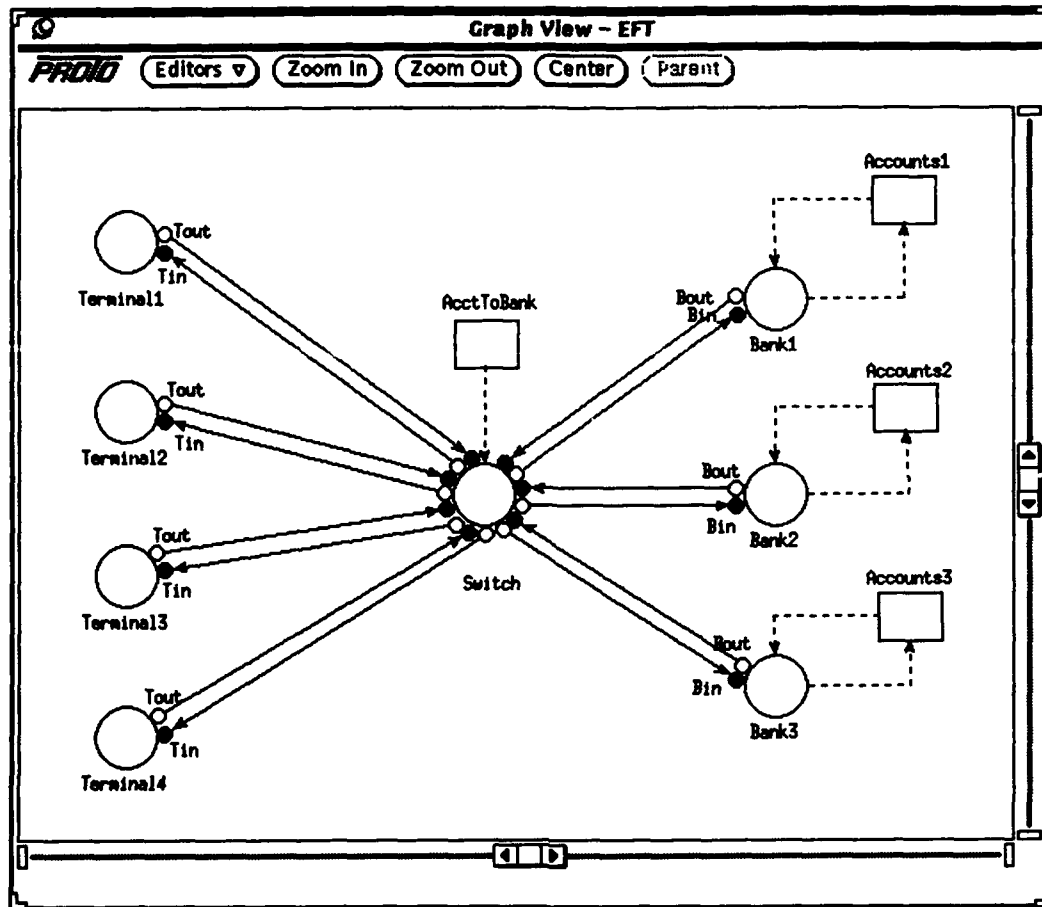 Graph View - EFT
PROTO Editors ▽ Zoom In Zoom Out Center Parent
Accounts1
Tout
Tin
Terminal1
AcctToBank
Bout
Bin
Bank1
Accounts2
Tout
Tin
Terminal2
Bout
Bin
Bank2
Tout
Tin
Terminal3
Switch
Accounts3
Bout
Bin
Bank3
Tout
Tin
Terminal4